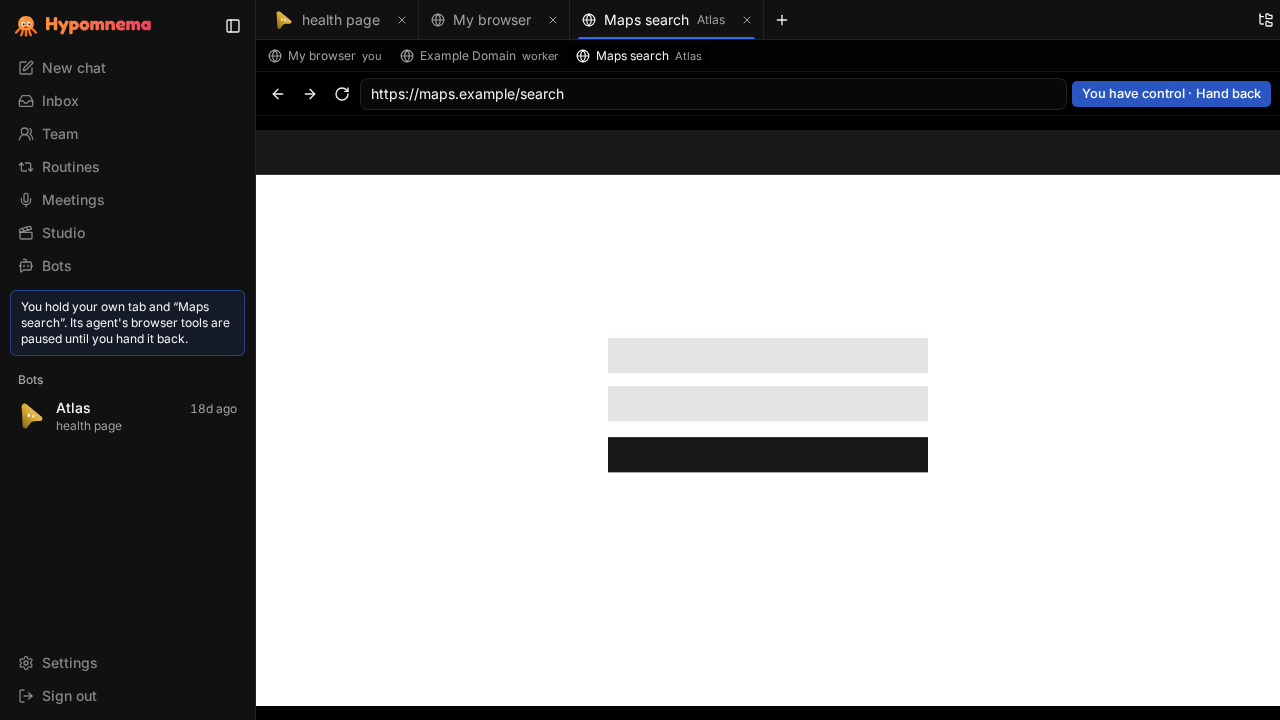 Hypomnema
New chat
Inbox
Team
Routines
Meetings
Studio
Bots
You hold your own tab and “Maps
search”. Its agent's browser tools are
paused until you hand it back.
Bots
Atlas 18d ago
health page
Settings
Sign out
health page My browser Maps search Atlas
My browser you Example Domain worker Maps search Atlas
https://maps.example/search You have control · Hand back